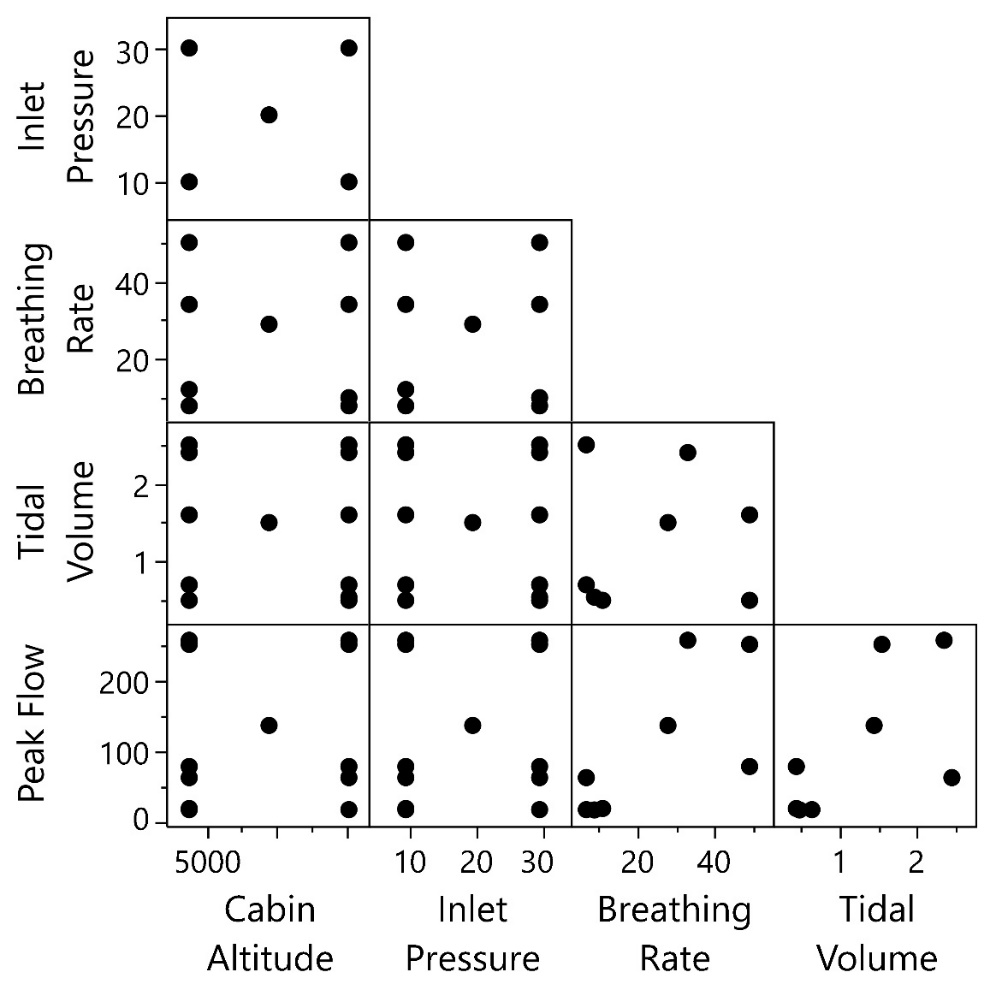 Inlet
Pressure
30
20
10
Breathing
Rate
40
20
Tidal
Volume
2
1
Peak Flow
200
100
0
5000
10 20 30
20 40
1 2
Cabin
Altitude
Inlet
Pressure
Breathing
Rate
Tidal
Volume